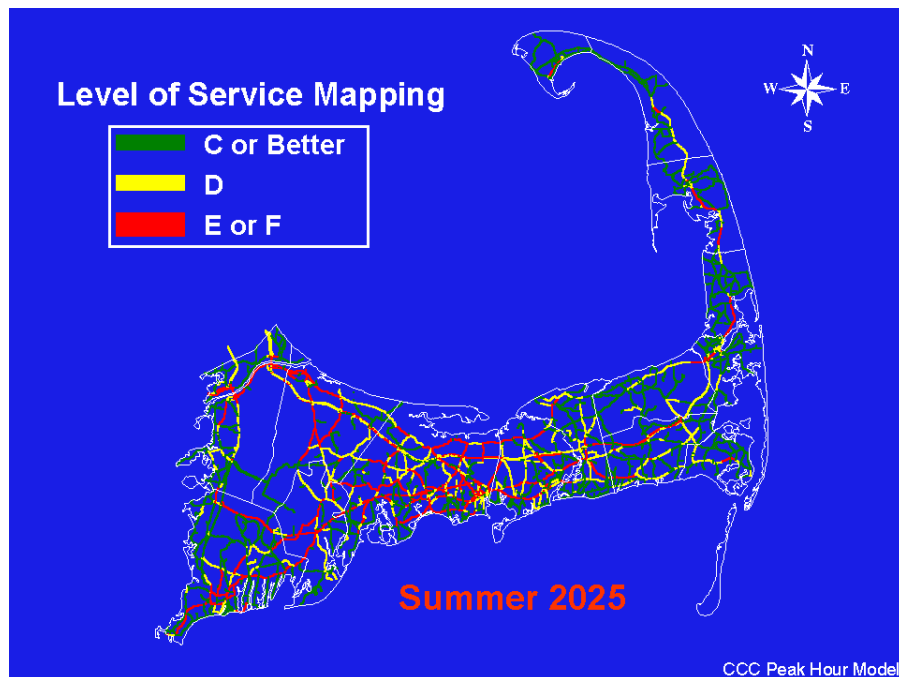 N
Level of Service Mapping
W E
S
C or Better
D
E or F
Summer 2025
CCC Peak Hour Model